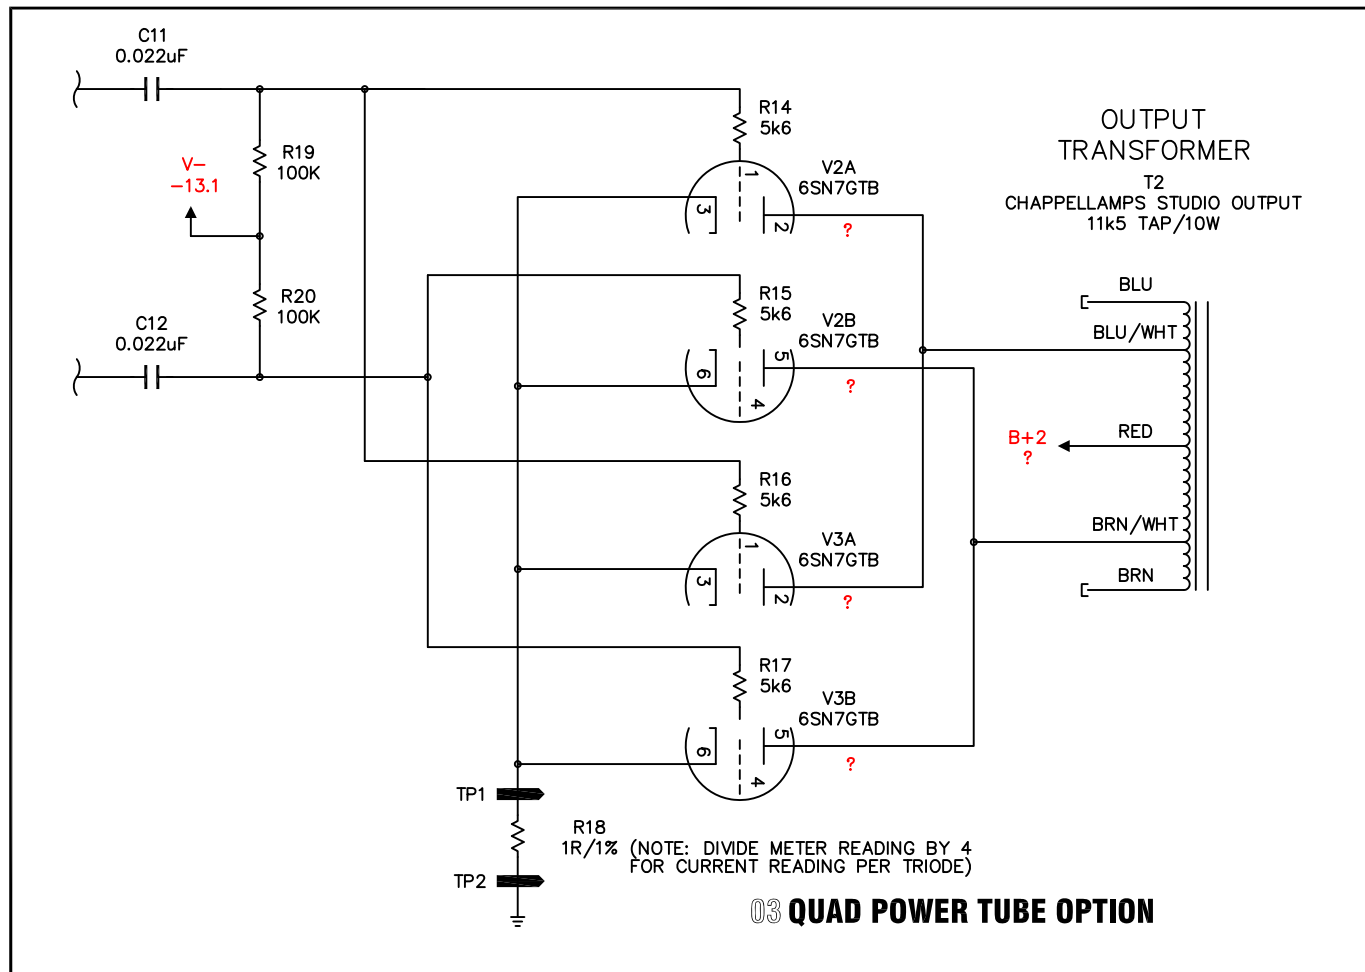 C11
0.022uF
R19
100K
V-
-13.1
R20
100K
C12
0.022uF
R14
5k6
V2A
6SN7GTB
1
3
2
?
R15
5k6
V2B
6SN7GTB
5
6
4
?
R16
5k6
V3A
6SN7GTB
1
3
2
?
R17
5k6
V3B
6SN7GTB
5
6
4
?
OUTPUT
TRANSFORMER
T2
CHAPPELLAMPS STUDIO OUTPUT
11k5 TAP/10W
BLU
BLU/WHT
RED
B+2
?
BRN/WHT
BRN
TP1
R18
1R/1% (NOTE: DIVIDE METER READING BY 4
FOR CURRENT READING PER TRIODE)
TP2
03 QUAD POWER TUBE OPTION